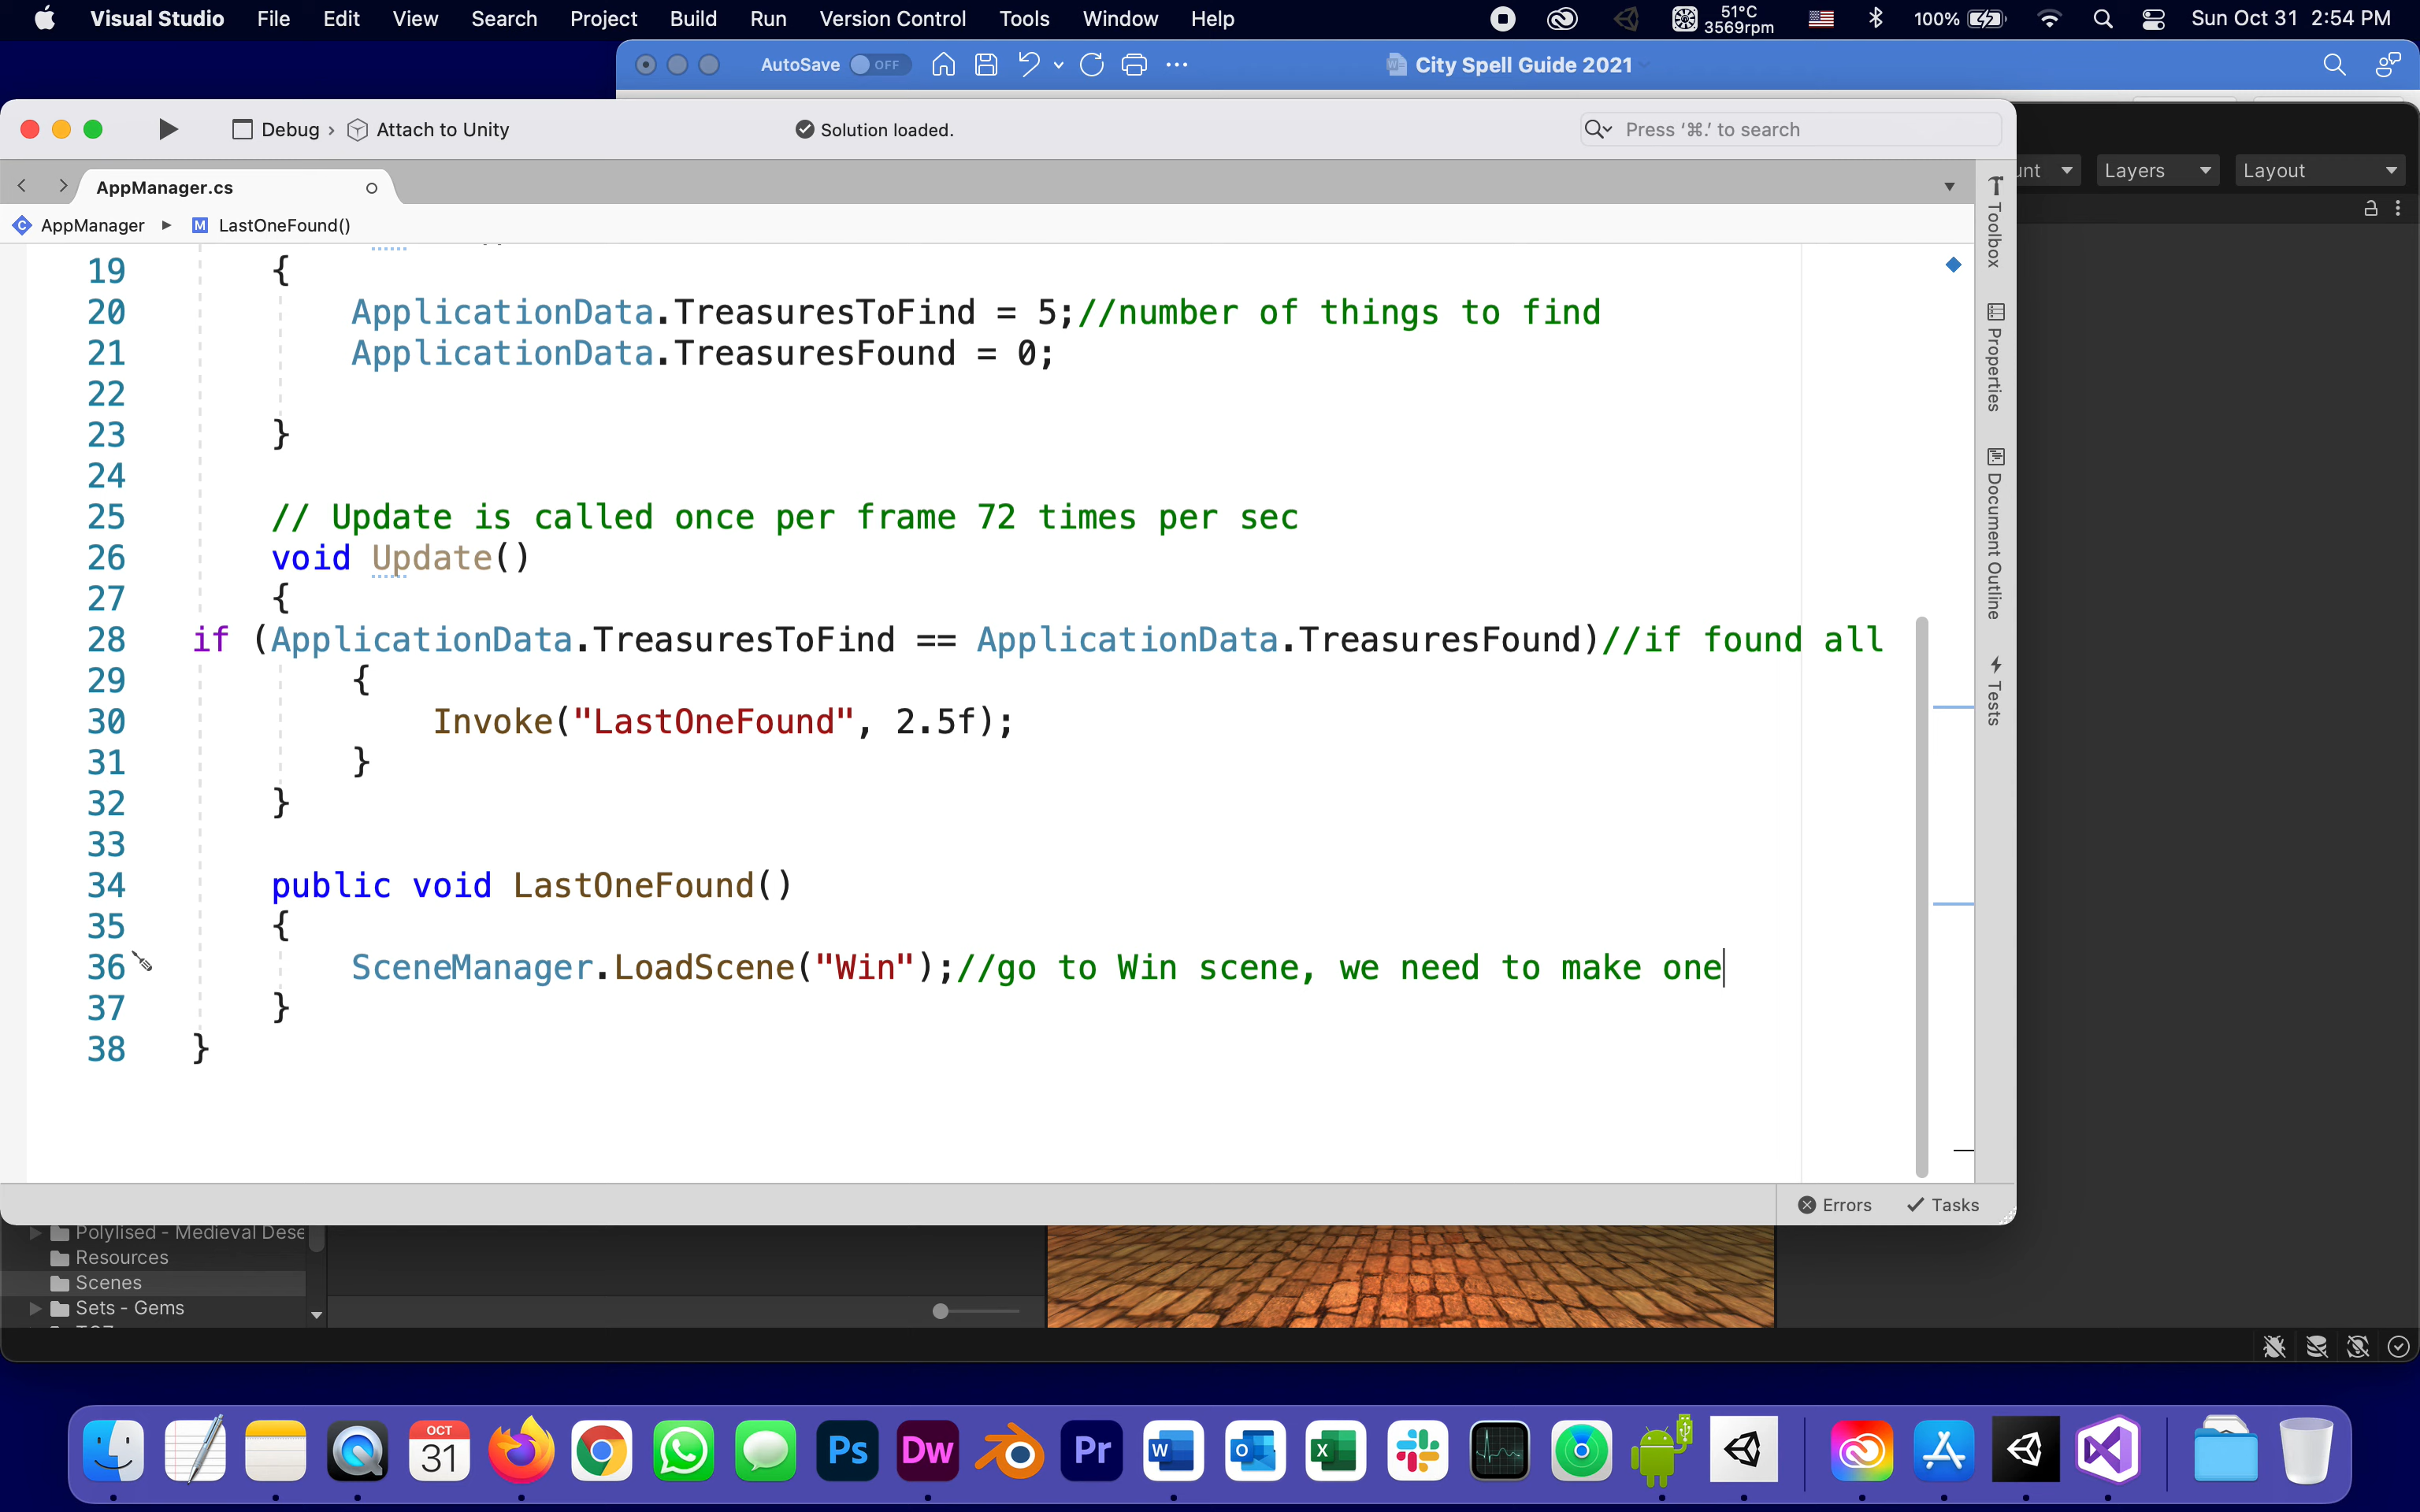 Visual Studio File Edit View Search Project Build Run Version Control Tools Window Help 51°C 3569rpm 100% Sun Oct 31 2:54 PM
AutoSave OFF City Spell Guide 2021
Debug › Attach to Unity Solution loaded. Press ‘⌘.’ to search
unt Layers Layout
AppManager.cs
AppManager ▸ M LastOneFound()
19 {
20 ApplicationData.TreasuresToFind = 5;//number of things to find
21 ApplicationData.TreasuresFound = 0;
22
23 }
24
25 // Update is called once per frame 72 times per sec
26 void Update()
27 {
28 if (ApplicationData.TreasuresToFind == ApplicationData.TreasuresFound)//if found all
29 {
30 Invoke("LastOneFound", 2.5f);
31 }
32 }
33
34 public void LastOneFound()
35 {
36 SceneManager.LoadScene("Win");//go to Win scene, we need to make one
37 }
38 }
Toolbox
Properties
Document Outline
Tests
Errors Tasks
Polylised - Medieval Dese
Resources
Scenes
Sets - Gems
OCT
31
Ps
Dw
Pr
W
O
X